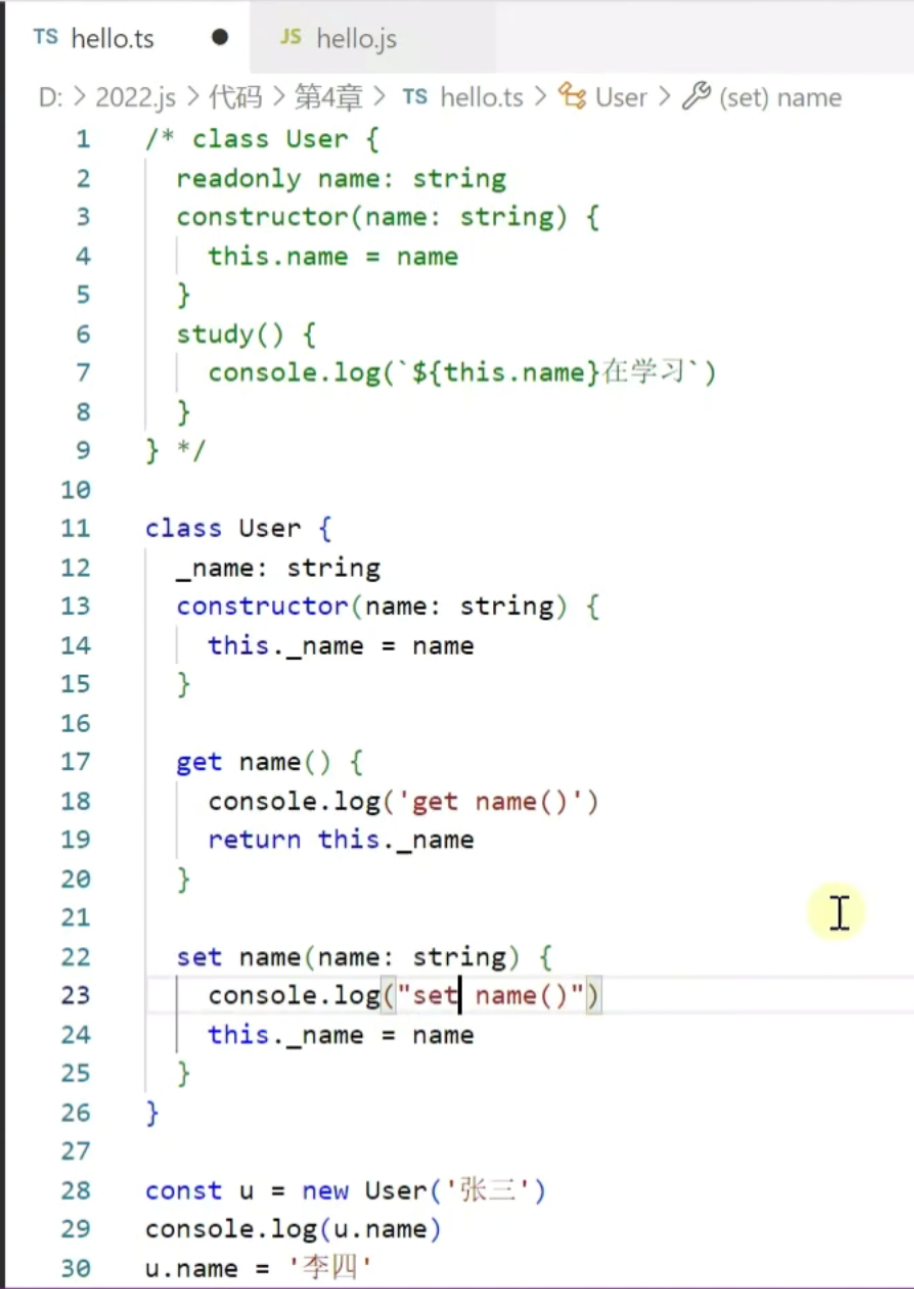 TS hello.ts ● JS hello.js
D: > 2022.js > 代码 > 第4章 > TS hello.ts > User > (set) name
1 /* class User {
2   readonly name: string
3   constructor(name: string) {
4     this.name = name
5   }
6   study() {
7     console.log(`${this.name}在学习`)
8   }
9 } */
10
11 class User {
12   _name: string
13   constructor(name: string) {
14     this._name = name
15   }
16
17   get name() {
18     console.log('get name()')
19     return this._name
20   }
21
22   set name(name: string) {
23     console.log("set name()")
24     this._name = name
25   }
26 }
27
28 const u = new User('张三')
29 console.log(u.name)
30 u.name = '李四'